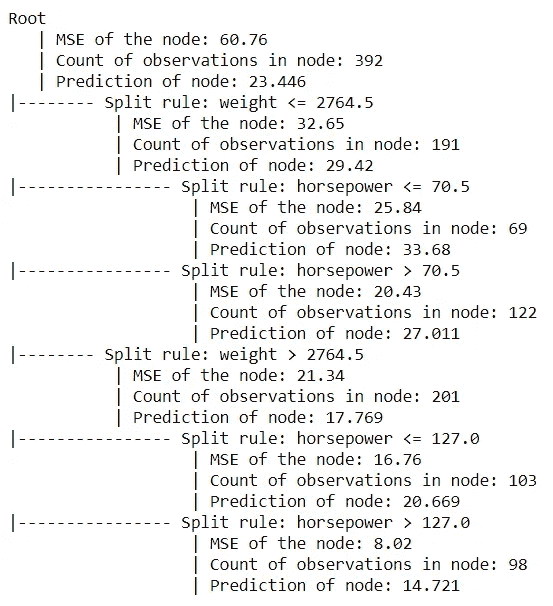 Root
| MSE of the node: 60.76
| Count of observations in node: 392
| Prediction of node: 23.446
|-------- Split rule: weight <= 2764.5
| MSE of the node: 32.65
| Count of observations in node: 191
| Prediction of node: 29.42
|---------------- Split rule: horsepower <= 70.5
| MSE of the node: 25.84
| Count of observations in node: 69
| Prediction of node: 33.68
|---------------- Split rule: horsepower > 70.5
| MSE of the node: 20.43
| Count of observations in node: 122
| Prediction of node: 27.011
|-------- Split rule: weight > 2764.5
| MSE of the node: 21.34
| Count of observations in node: 201
| Prediction of node: 17.769
|---------------- Split rule: horsepower <= 127.0
| MSE of the node: 16.76
| Count of observations in node: 103
| Prediction of node: 20.669
|---------------- Split rule: horsepower > 127.0
| MSE of the node: 8.02
| Count of observations in node: 98
| Prediction of node: 14.721